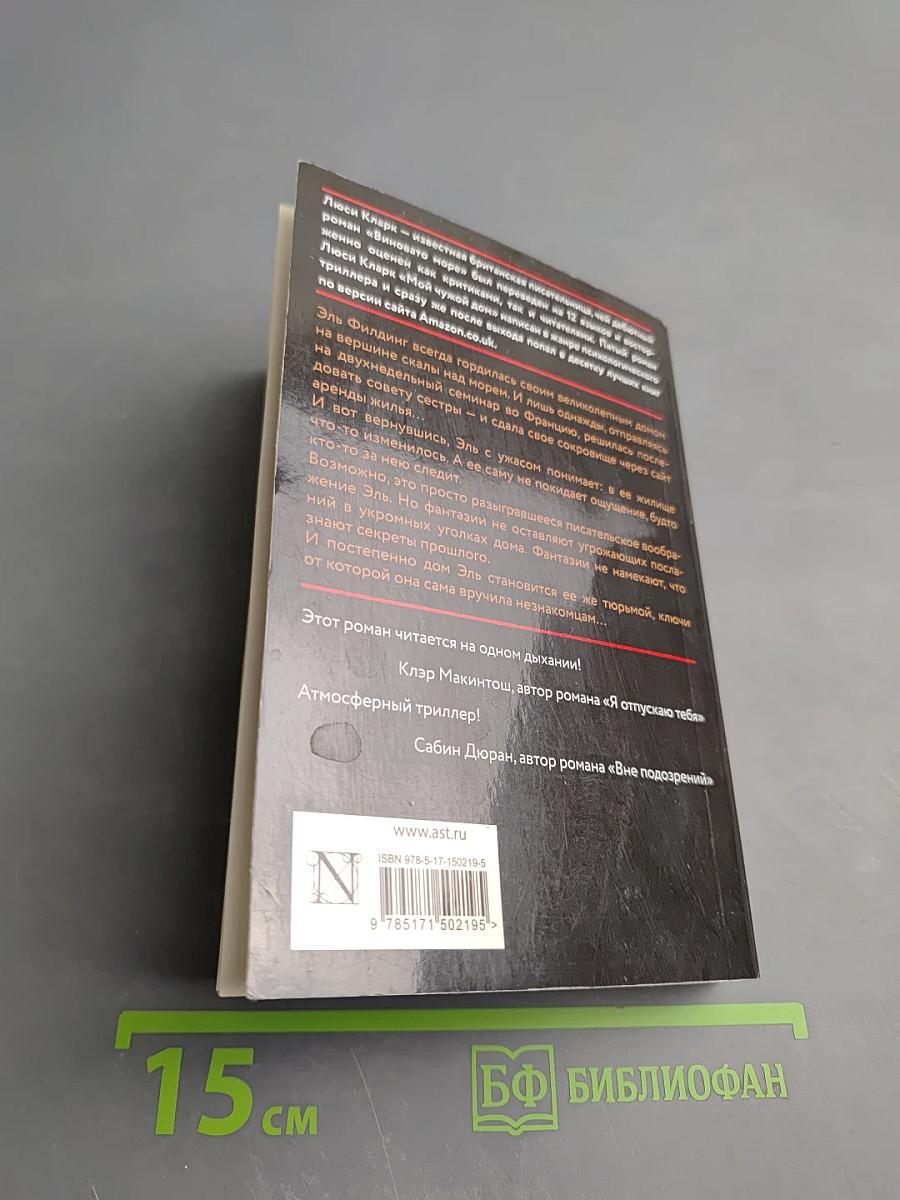 Люси Кларк — известная британская писательница, чей дебютный
роман «Виновато море» был переведен на 12 языков и востор-
женно оценен как критиками, так и читателями. Пятый роман
Люси Кларк «Мой чужой дом» написан в жанре психологического
триллера и сразу же после выхода попал в десятку лучших книг
по версии сайта Amazon.co.uk.
Эль Филдинг всегда гордилась своим великолепным домом
на вершине скалы над морем. И лишь однажды, отправляясь
на двухнедельный семинар во Францию, решилась после-
довать совету сестры — и сдала свое сокровище через сайт
аренды жилья...
И вот вернувшись, Эль с ужасом понимает: в ее жилище
что-то изменилось. А ее саму не покидает ощущение, будто
кто-то за нею следит.
Возможно, это просто разыгравшееся писательское вообра-
жение Эль. Но фантазии не оставляют угрожающих посла-
ний в укромных уголках дома. Фантазии не намекают, что
знают секреты прошлого.
И постепенно дом Эль становится ее же тюрьмой, ключи
от которой она сама вручила незнакомцам...
Этот роман читается на одном дыхании!
Клэр Макинтош, автор романа «Я отпускаю тебя»
Атмосферный триллер!
Сабин Дюран, автор романа «Вне подозрений»
www.ast.ru
N
ISBN 978-5-17-150219-5
9 785171 502195 >
15 см
БФ БИБЛИОФАН